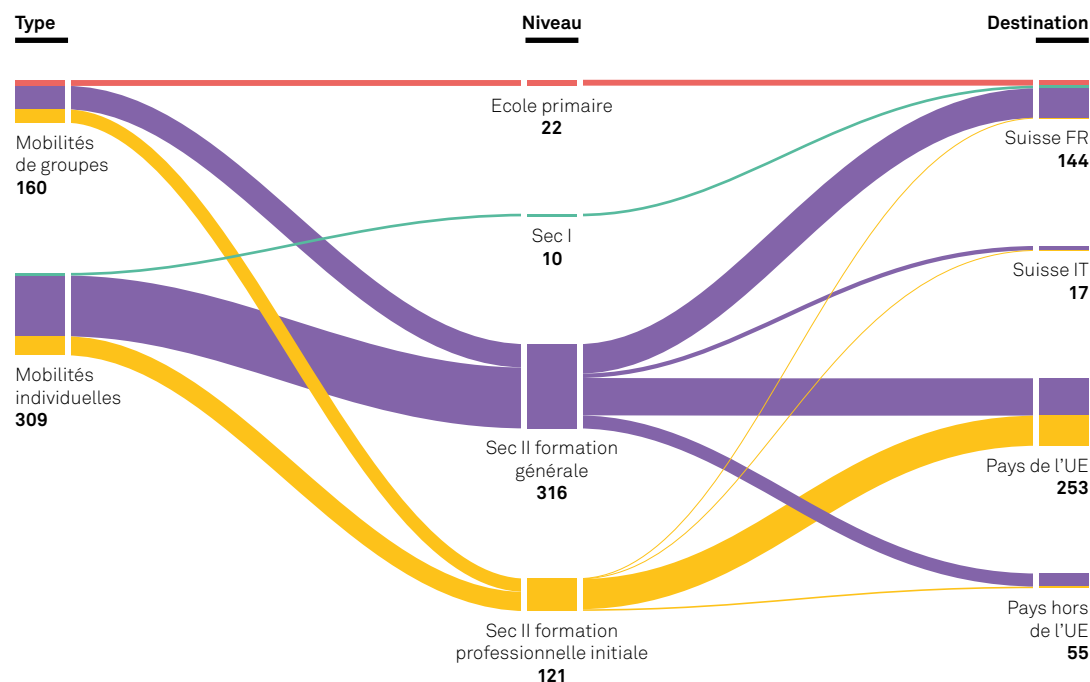 Type
Niveau
Destination
Mobilités
de groupes
160
Mobilités
individuelles
309
Ecole primaire
22
Sec I
10
Sec II formation
générale
316
Sec II formation
professionnelle initiale
121
Suisse FR
144
Suisse IT
17
Pays de l'UE
253
Pays hors
de l'UE
55